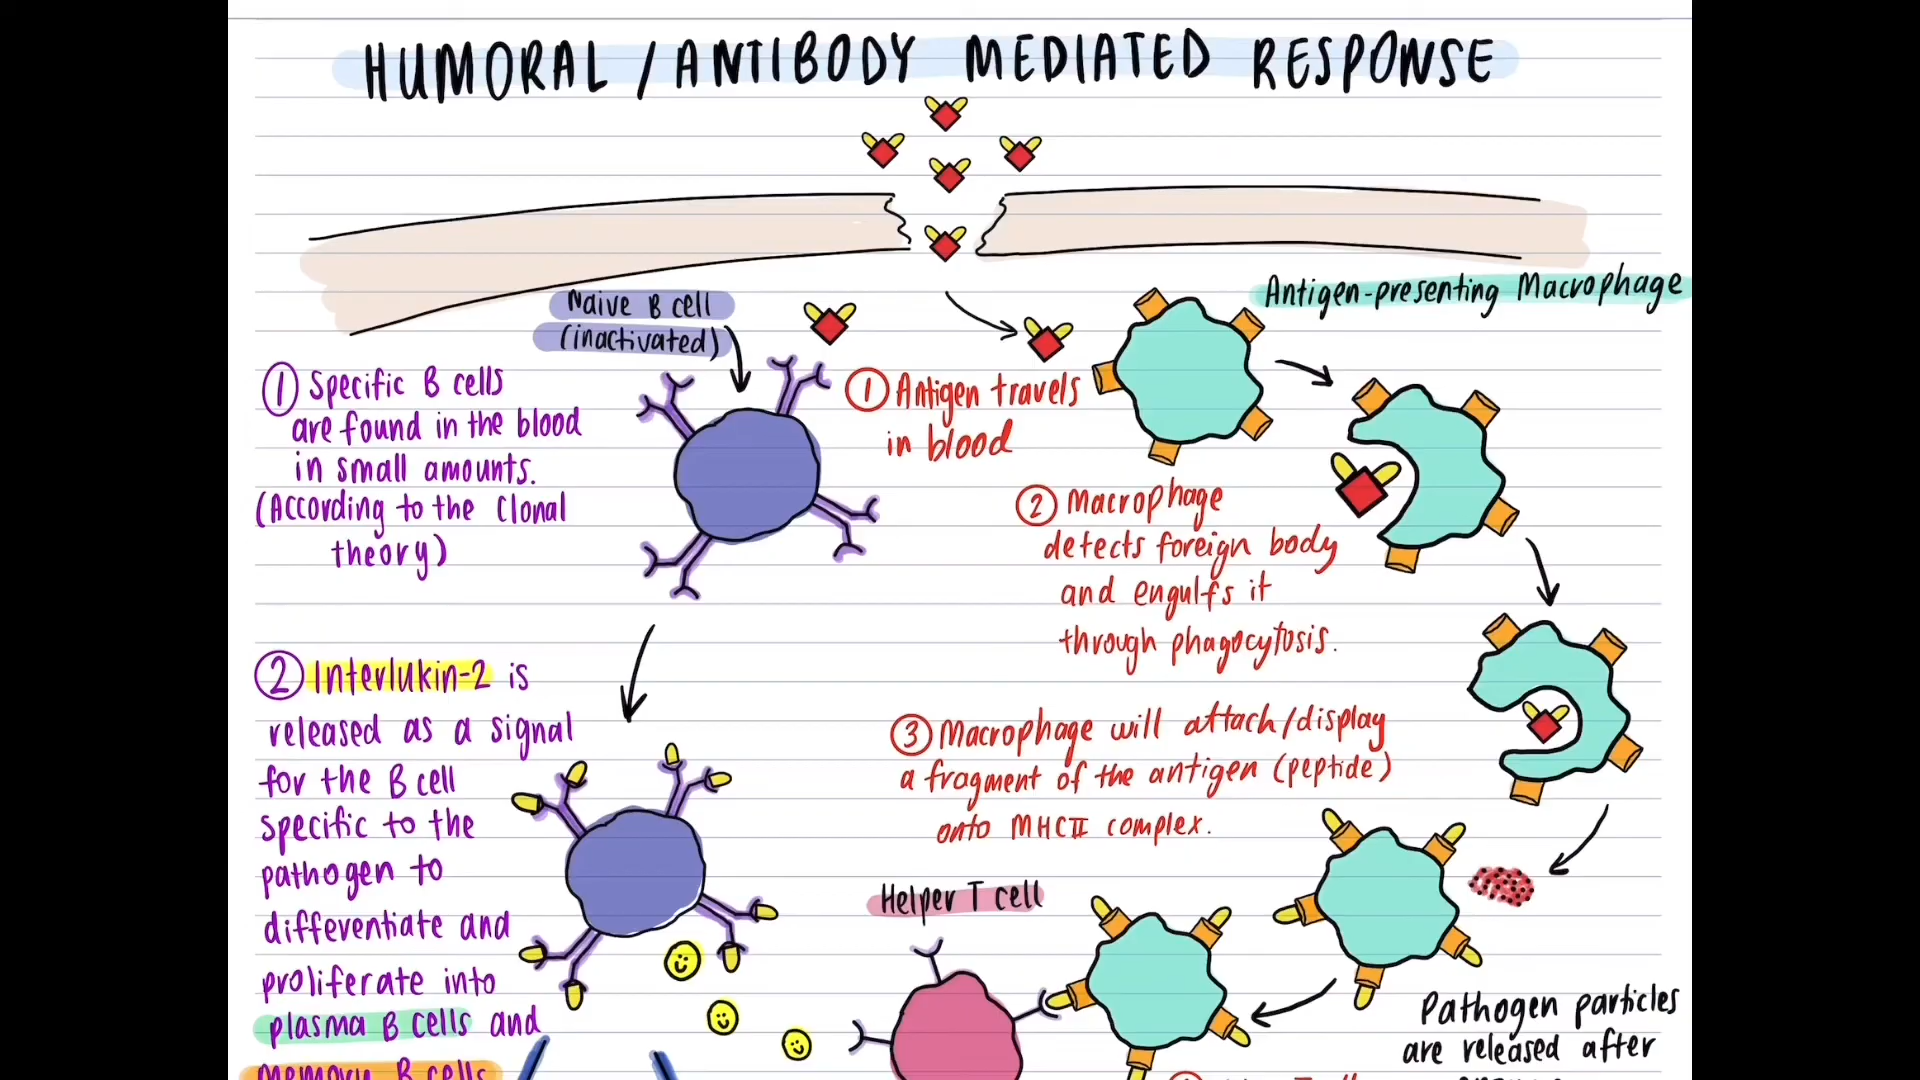 HUMORAL / ANTIBODY MEDIATED RESPONSE
Antigen-presenting Macrophage
Naive B cell
(inactivated)
① Specific B cells
are found in the blood
in small amounts.
(According to the Clonal
theory)
① Antigen travels
in blood
② Macrophage
detects foreign body
and engulfs it
through phagocytosis.
② Interlukin-2 is
released as a signal
for the B cell
specific to the
pathogen to
differentiate and
proliferate into
plasma B cells and
memory B cells
③ Macrophage will attach/display
a fragment of the antigen (peptide)
onto MHCII complex.
Helper T cell
Pathogen particles
are released after